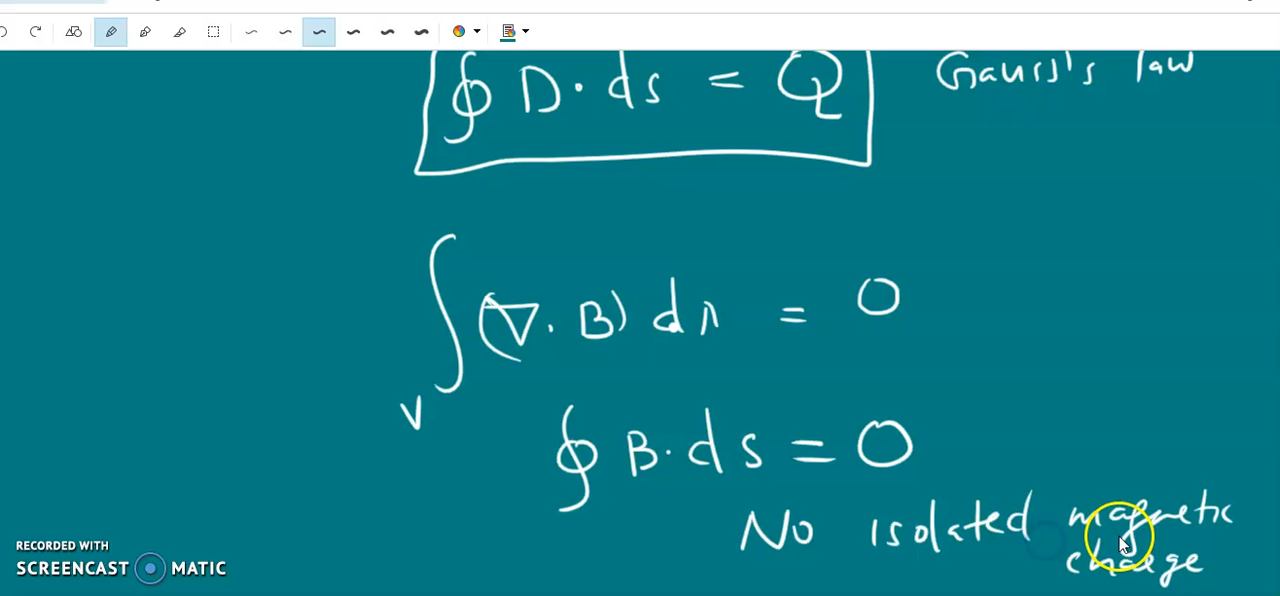 ∮ D · ds = Q Gauss's law
∫ (∇ · B) dv = 0
V
∮ B · ds = 0
No isolated magnetic
charge
RECORDED WITH
SCREENCAST MATIC